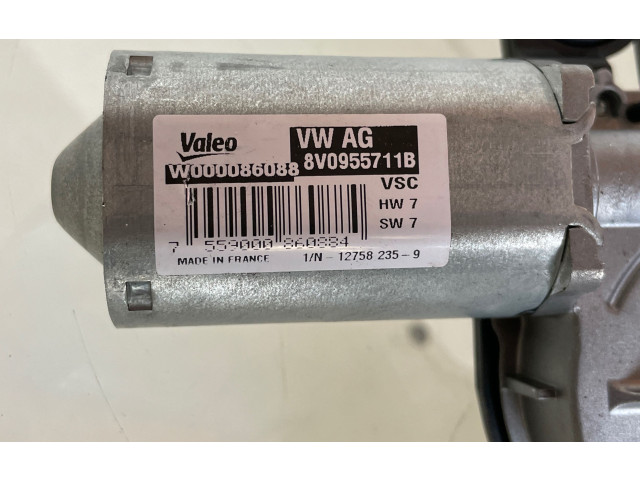 Valeo
VW AG
W000086088
8V0955711B
VSC
HW 7
SW 7
7 559000 860884
MADE IN FRANCE
1/N - 12758 235 - 9